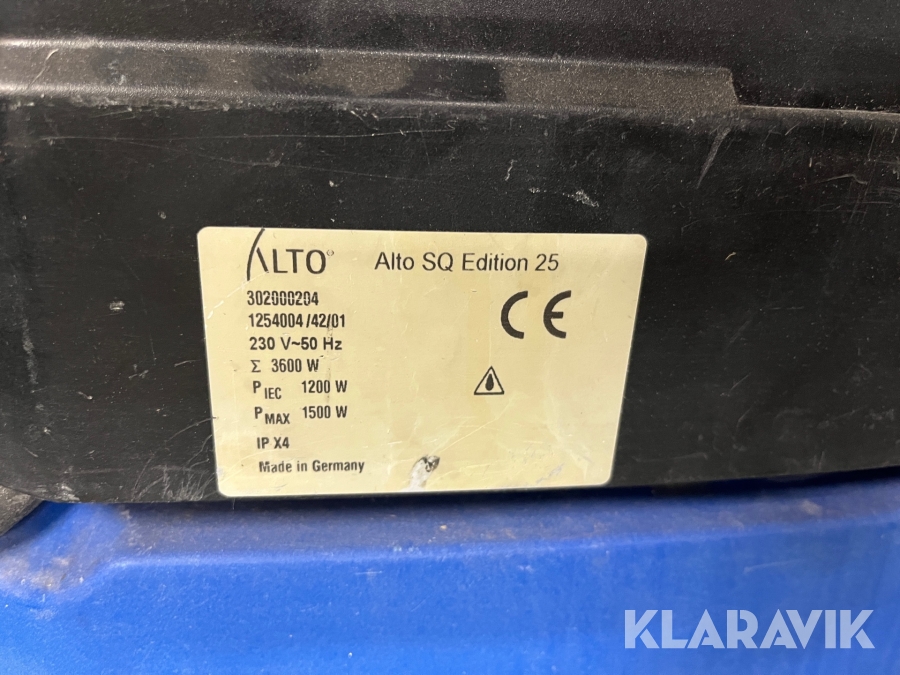 ALTO® Alto SQ Edition 25
302000204
1254004/42/01
230 V~50 Hz
Σ 3600 W
P IEC 1200 W
P MAX 1500 W
IP X4
Made in Germany
CE
KLARAVIK